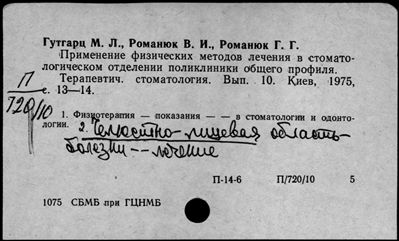 Гутгарц М. Л., Романюк В. И., Романюк Г. Г.
Применение физических методов лечения в стомато-
логическом отделении поликлиники общего профиля.
Терапевтич. стоматология. Вып. 10. Киев, 1975,
с. 13—14.
П
720/10
1. Физиотерапия — показания — — в стоматологии и одонто-
логии. 2. Челюстно-лицевая область-
болезни--лечение
П-14-6 П/720/10 5
1075 СБМБ при ГЦНМБ